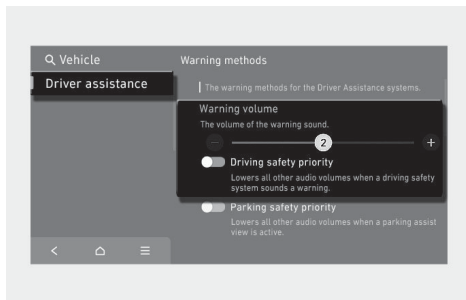 Vehicle
Driver assistance
Warning methods
The warning methods for the Driver Assistance systems.
Warning volume
The volume of the warning sound.
2
Driving safety priority
Lowers all other audio volumes when a driving safety
system sounds a warning.
Parking safety priority
Lowers all other audio volumes when a parking assist
view is active.